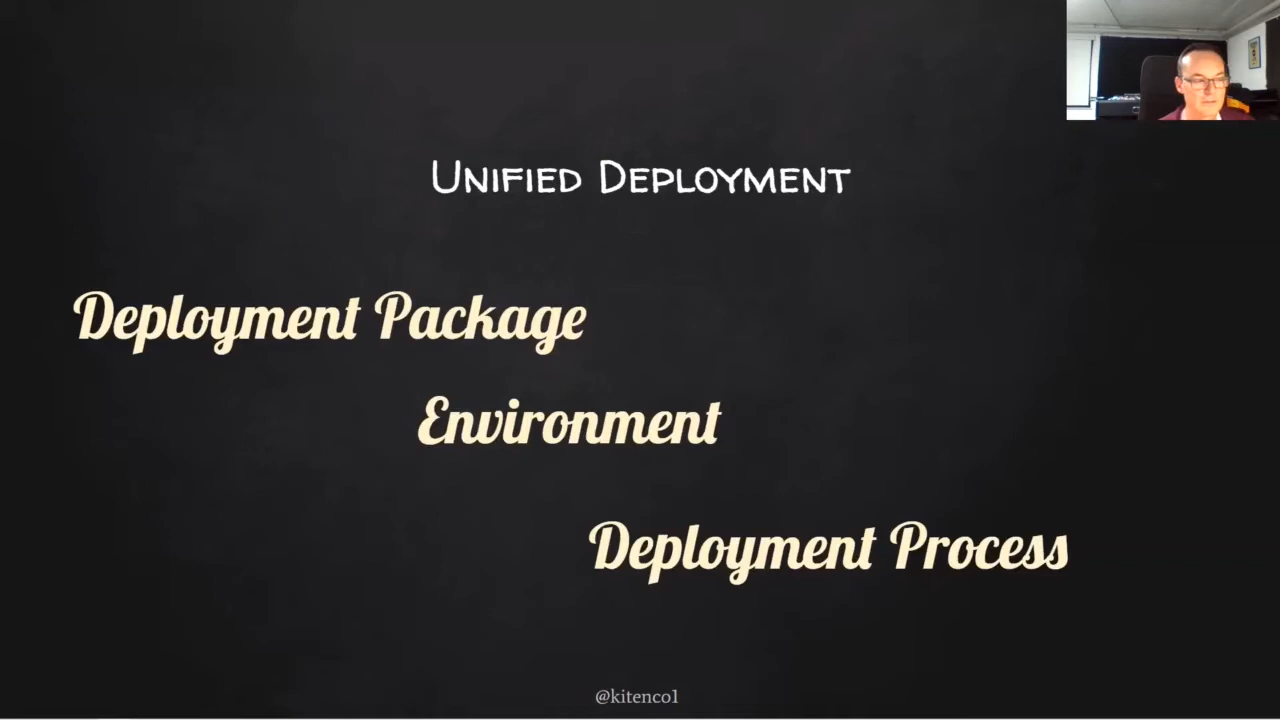 Unified Deployment
Deployment Package
Environment
Deployment Process
@kitenco1